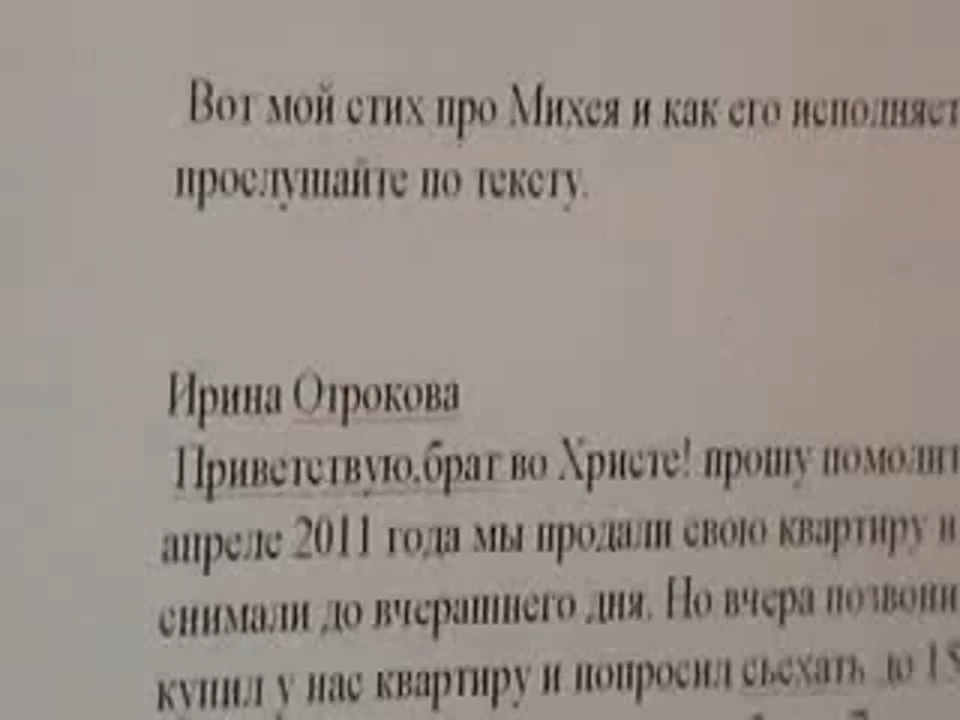 Вот мой стих про Михея и как его исполняет
прослушайте по тексту.
Ирина Отрокова
Приветствую,брат во Христе! прошу помолит
апреле 2011 года мы продали свою квартиру и
снимали до вчерашнего дня. Но вчера позвони
купил у нас квартиру и попросил сьехать до 15